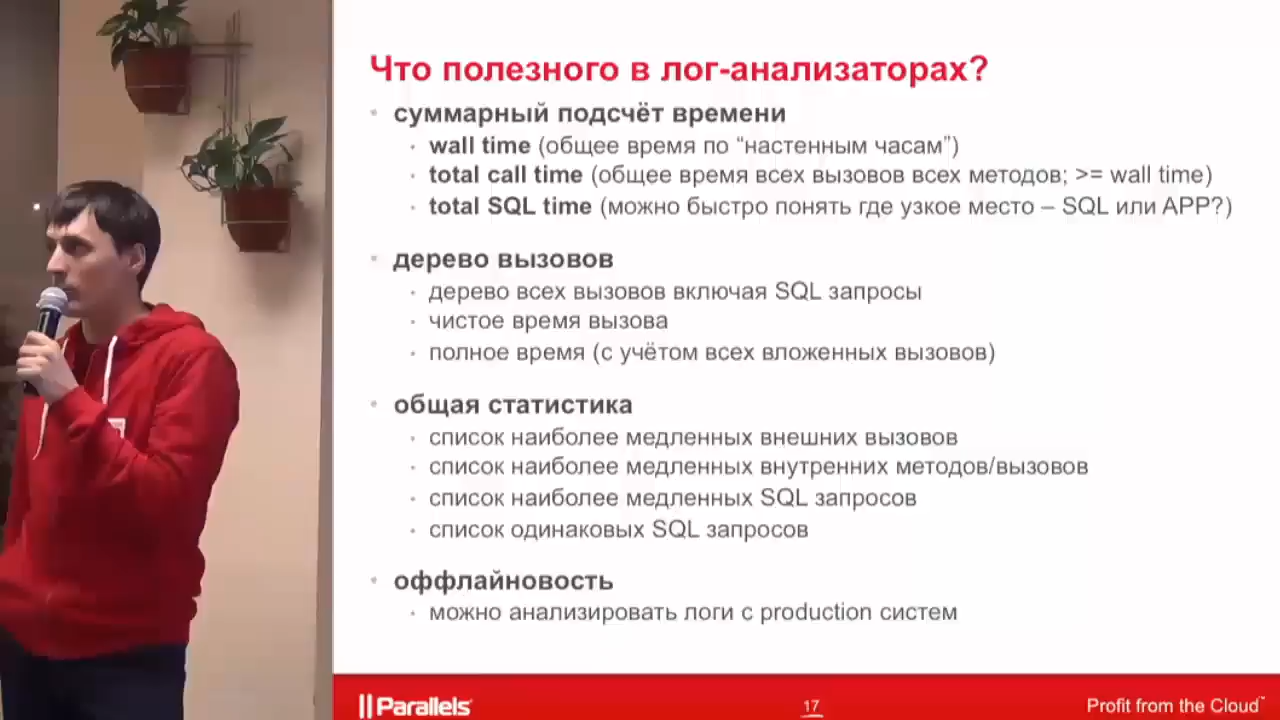 Что полезного в лог-анализаторах?
суммарный подсчёт времени
wall time (общее время по “настенным часам”)
total call time (общее время всех вызовов всех методов; >= wall time)
total SQL time (можно быстро понять где узкое место – SQL или APP?)
дерево вызовов
дерево всех вызовов включая SQL запросы
чистое время вызова
полное время (с учётом всех вложенных вызовов)
общая статистика
список наиболее медленных внешних вызовов
список наиболее медленных внутренних методов/вызовов
список наиболее медленных SQL запросов
список одинаковых SQL запросов
оффлайновость
можно анализировать логи с production систем
Parallels
17
Profit from the Cloud™